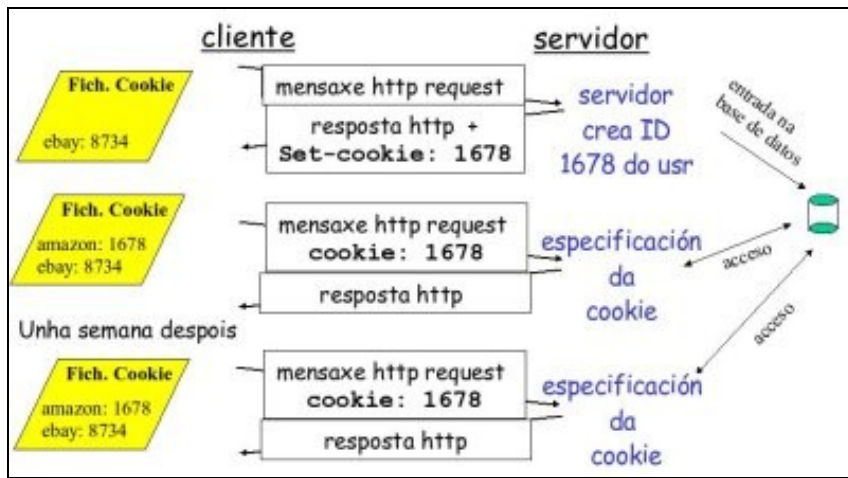 cliente
servidor
Fich. Cookie
ebay: 8734
mensaxe http request
resposta http +
Set-cookie: 1678
servidor
crea ID
1678 do usr
entrada na
base de datos
Fich. Cookie
amazon: 1678
ebay: 8734
mensaxe http request
cookie: 1678
resposta http
especificación
da
cookie
acceso
Unha semana despois
Fich. Cookie
amazon: 1678
ebay: 8734
mensaxe http request
cookie: 1678
resposta http
especificación
da
cookie
acceso